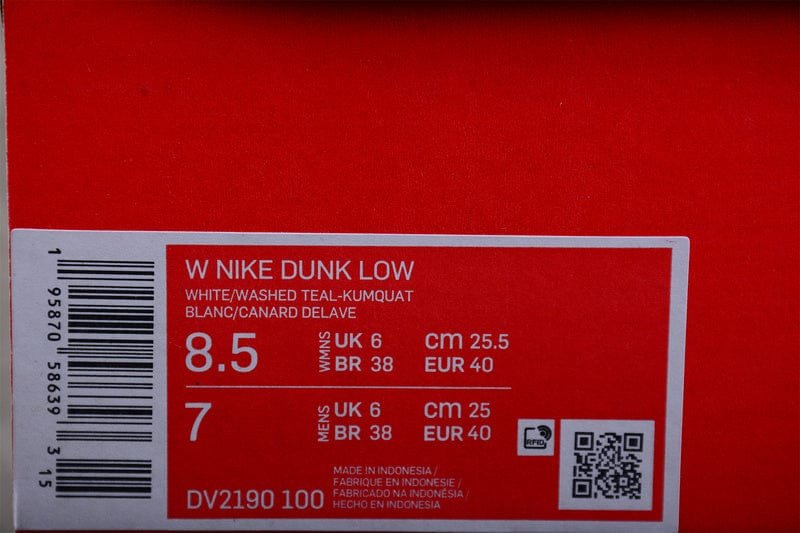 W NIKE DUNK LOW
WHITE/WASHED TEAL-KUMQUAT
BLANC/CANARD DELAVE
8.5 WMNS UK 6 cm 25.5
BR 38 EUR 40
7 MENS UK 6 cm 25
BR 38 EUR 40
RFID
DV2190 100
MADE IN INDONESIA /
FABRIQUE EN INDONESIE /
FABRICADO NA INDONÉSIA /
HECHO EN INDONESIA
1 95870 58639 3 15